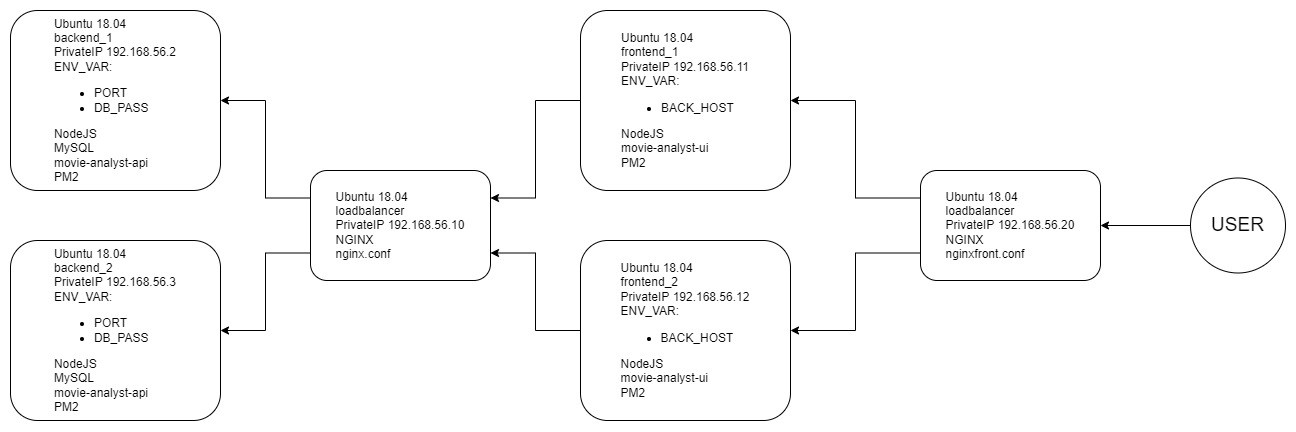 Ubuntu 18.04
backend_1
PrivateIP 192.168.56.2
ENV_VAR:
• PORT
• DB_PASS
NodeJS
MySQL
movie-analyst-api
PM2
Ubuntu 18.04
backend_2
PrivateIP 192.168.56.3
ENV_VAR:
• PORT
• DB_PASS
NodeJS
MySQL
movie-analyst-api
PM2
Ubuntu 18.04
loadbalancer
PrivateIP 192.168.56.10
NGINX
nginx.conf
Ubuntu 18.04
frontend_1
PrivateIP 192.168.56.11
ENV_VAR:
• BACK_HOST
NodeJS
movie-analyst-ui
PM2
Ubuntu 18.04
frontend_2
PrivateIP 192.168.56.12
ENV_VAR:
• BACK_HOST
NodeJS
movie-analyst-ui
PM2
Ubuntu 18.04
loadbalancer
PrivateIP 192.168.56.20
NGINX
nginxfront.conf
USER